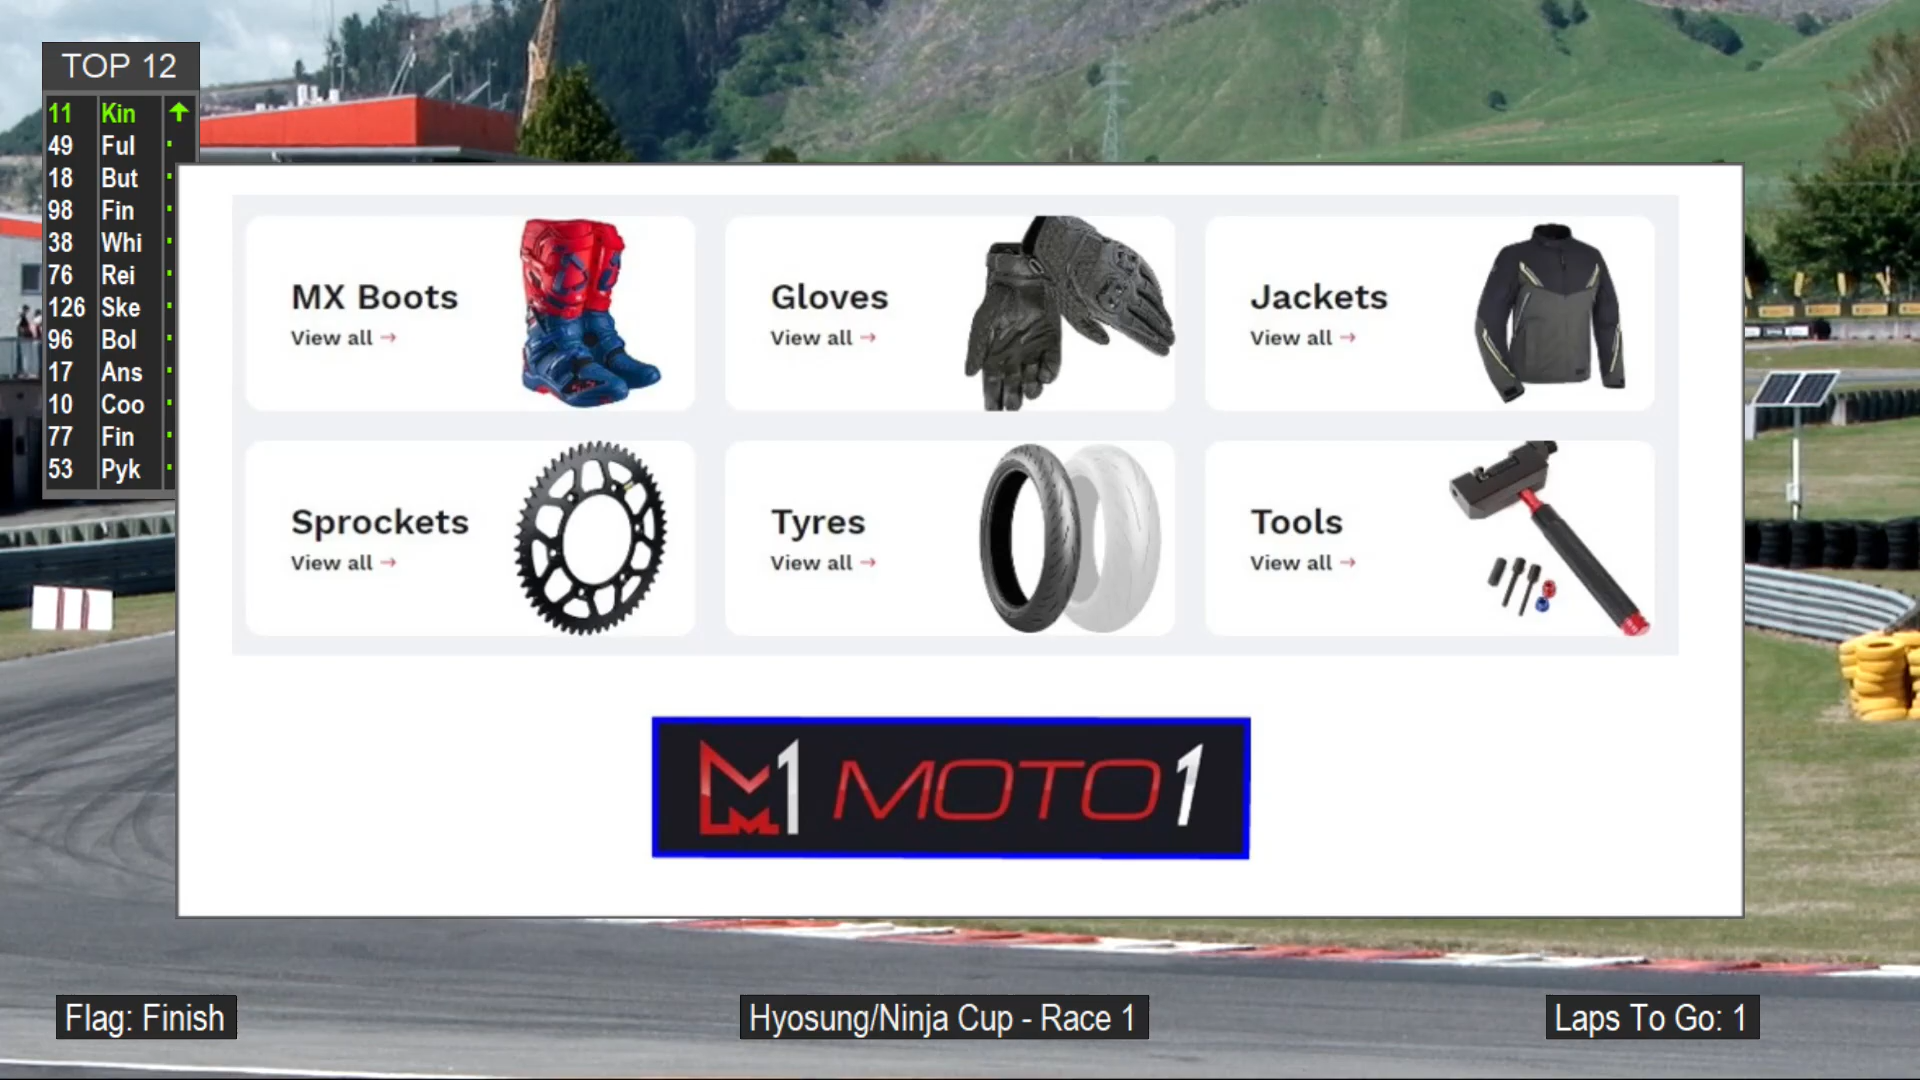 TOP 12
11 Kin
49 Ful
18 But
98 Fin
38 Whi
76 Rei
126 Ske
96 Bol
17 Ans
10 Coo
77 Fin
53 Pyk
MX Boots
View all →
Gloves
View all →
Jackets
View all →
Sprockets
View all →
Tyres
View all →
Tools
View all →
M1 MOTO1
Flag: Finish
Hyosung/Ninja Cup - Race 1
Laps To Go: 1